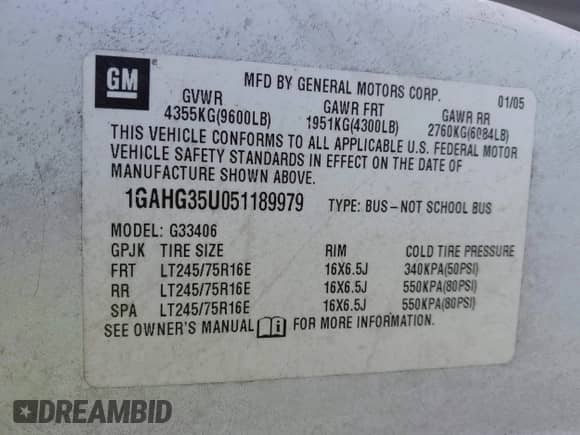 GM
MFD BY GENERAL MOTORS CORP.
01/05
GVWR GAWR FRT GAWR RR
4355KG(9600LB) 1951KG(4300LB) 2760KG(6084LB)
THIS VEHICLE CONFORMS TO ALL APPLICABLE U.S. FEDERAL MOTOR
VEHICLE SAFETY STANDARDS IN EFFECT ON THE DATE OF
MANUFACTURE SHOWN ABOVE.
1GAHG35U051189979 TYPE: BUS-NOT SCHOOL BUS
MODEL: G33406
GPJK TIRE SIZE RIM COLD TIRE PRESSURE
FRT LT245/75R16E 16X6.5J 340KPA(50PSI)
RR LT245/75R16E 16X6.5J 550KPA(80PSI)
SPA LT245/75R16E 16X6.5J 550KPA(80PSI)
SEE OWNER'S MANUAL i FOR MORE INFORMATION.
DREAMBID